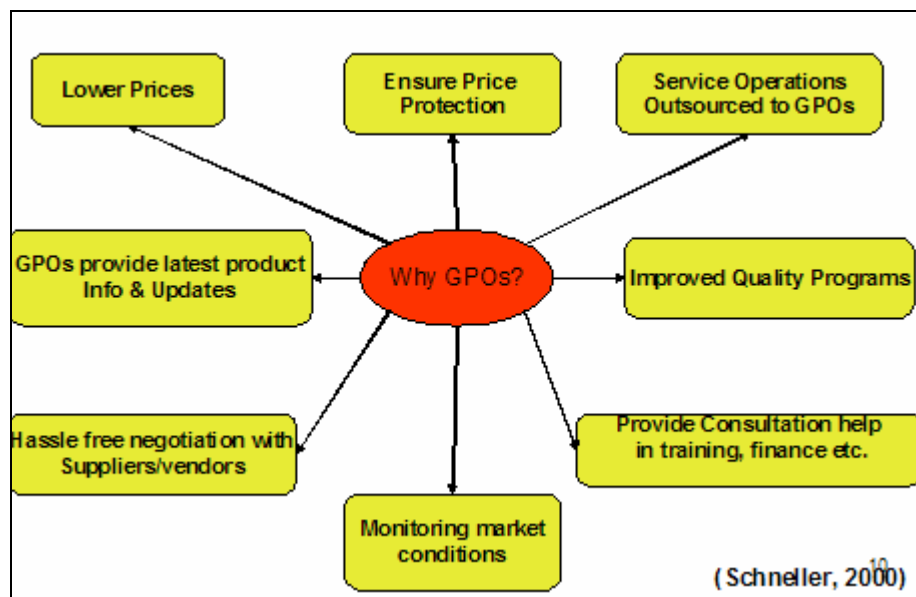 Lower Prices
Ensure Price
Protection
Service Operations
Outsourced to GPOs
GPOs provide latest product
Info & Updates
Why GPOs?
Improved Quality Programs
Hassle free negotiation with
Suppliers/vendors
Monitoring market
conditions
Provide Consultation help
in training, finance etc.
10
( Schneller, 2000)